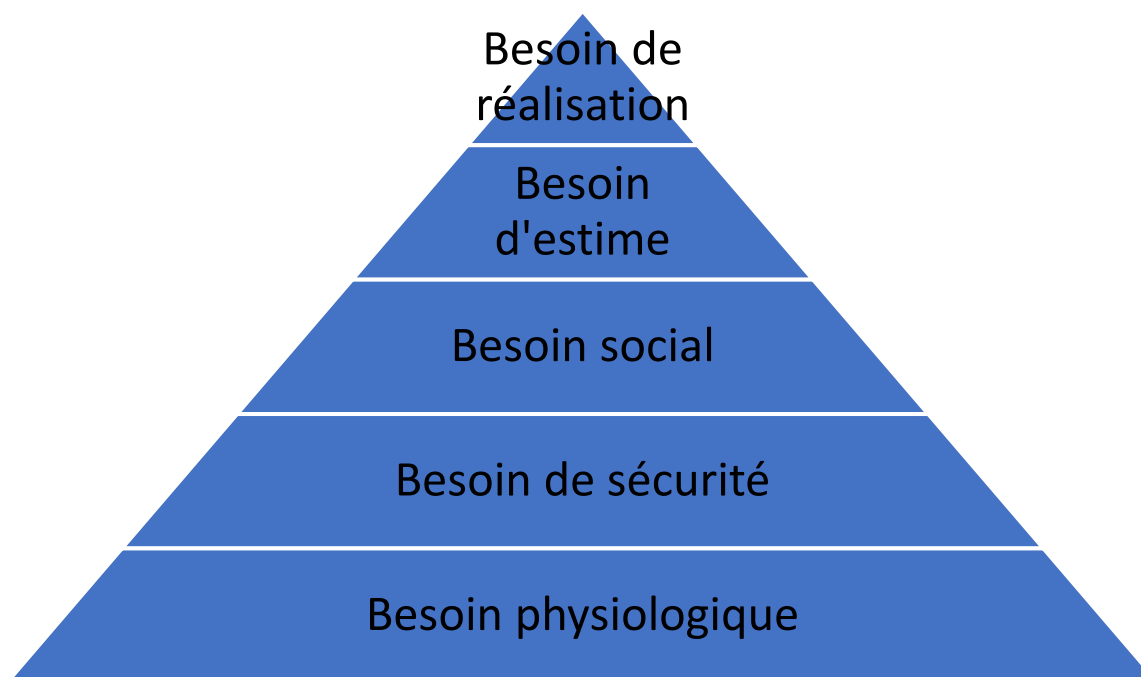 Besoin de
réalisation
Besoin
d'estime
Besoin social
Besoin de sécurité
Besoin physiologique